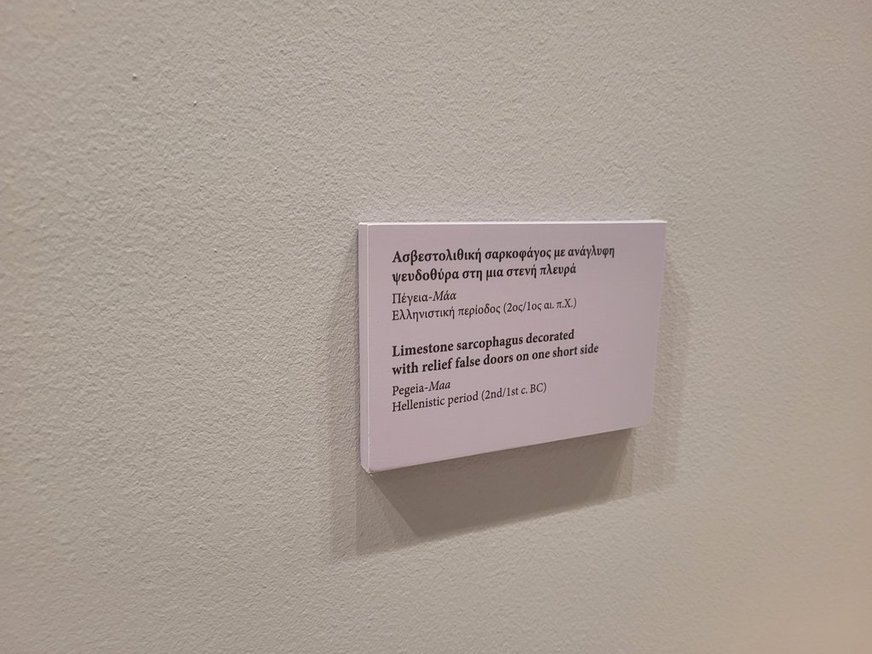 Ασβεστολιθική σαρκοφάγος με ανάγλυφη
ψευδοθύρα στη μια στενή πλευρά
Πέγεια-Μάα
Ελληνιστική περίοδος (2ος/1ος αι. π.Χ.)
Limestone sarcophagus decorated
with relief false doors on one short side
Pegeia-Maa
Hellenistic period (2nd/1st c. BC)